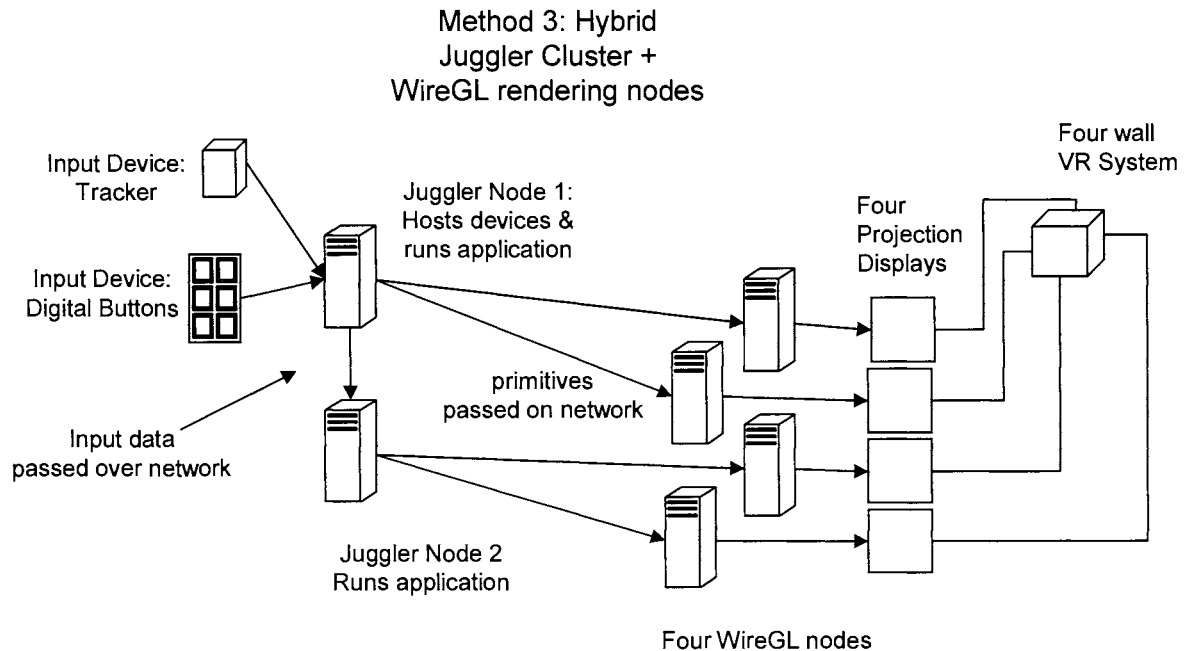 Method 3: Hybrid
Juggler Cluster +
WireGL rendering nodes
Four wall
VR System
Input Device:
Tracker
Juggler Node 1:
Hosts devices &
runs application
Four
Projection
Displays
Input Device:
Digital Buttons
primitives
passed on network
Input data
passed over network
Juggler Node 2
Runs application
Four WireGL nodes